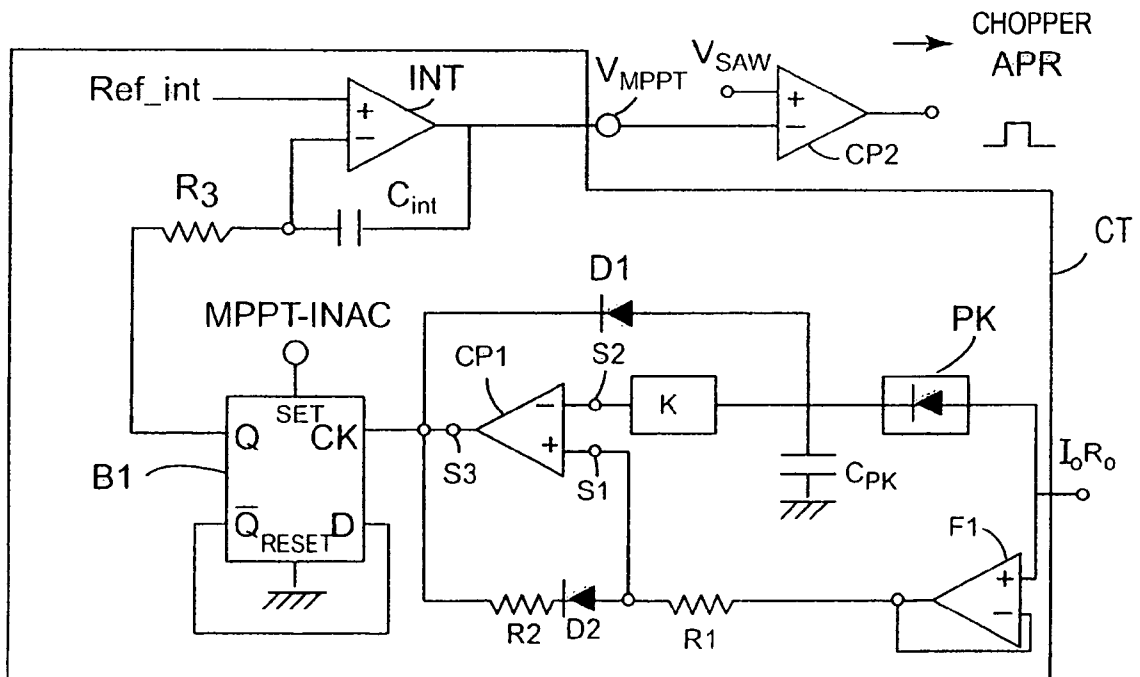 CHOPPER
APR
Ref_int
INT
V_MPPT
V_SAW
+
−
+
−
CP2
R3
C_int
CT
D1
MPPT-INAC
PK
CP1
S2
SET
Q
CK
−
K
+
B1
S3
S1
C_PK
I_oR_o
Q̅
RESET
D
F1
+
−
R2
D2
R1